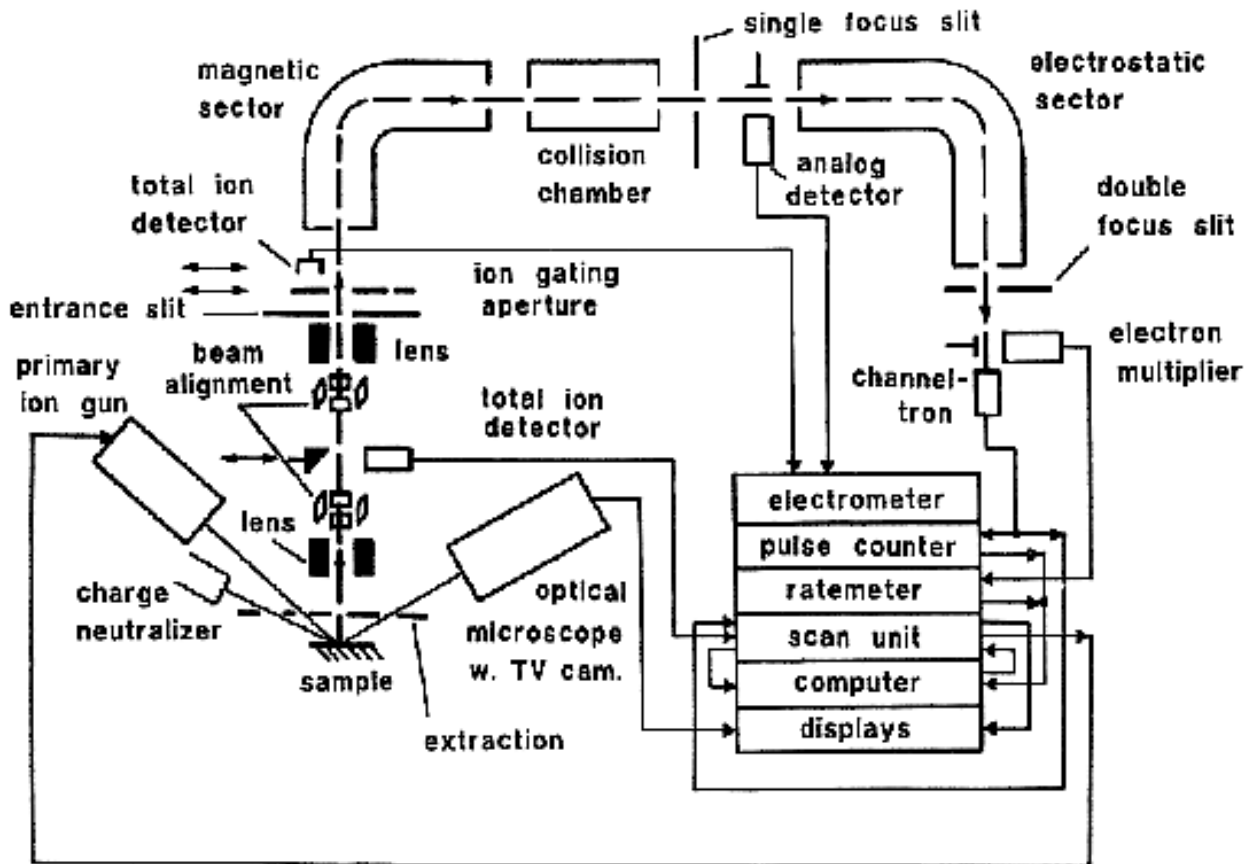 single focus slit
magnetic
sector
electrostatic
sector
collision
chamber
analog
detector
total ion
detector
double
focus slit
ion gating
aperture
entrance slit
lens
beam
alignment
primary
ion gun
electron
multiplier
channel-
tron
total ion
detector
electrometer
lens
pulse counter
charge
neutralizer
optical
microscope
w. TV cam.
ratemeter
scan unit
sample
computer
extraction
displays